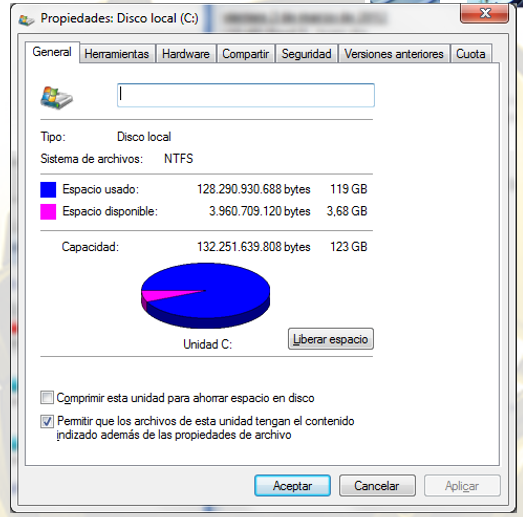 Propiedades: Disco local (C:)
General Herramientas Hardware Compartir Seguridad Versiones anteriores Cuota
Tipo: Disco local
Sistema de archivos: NTFS
Espacio usado: 128.290.930.688 bytes 119 GB
Espacio disponible: 3.960.709.120 bytes 3,68 GB
Capacidad: 132.251.639.808 bytes 123 GB
Unidad C:
Liberar espacio
Comprimir esta unidad para ahorrar espacio en disco
Permitir que los archivos de esta unidad tengan el contenido
indizado además de las propiedades de archivo
Aceptar Cancelar Aplicar